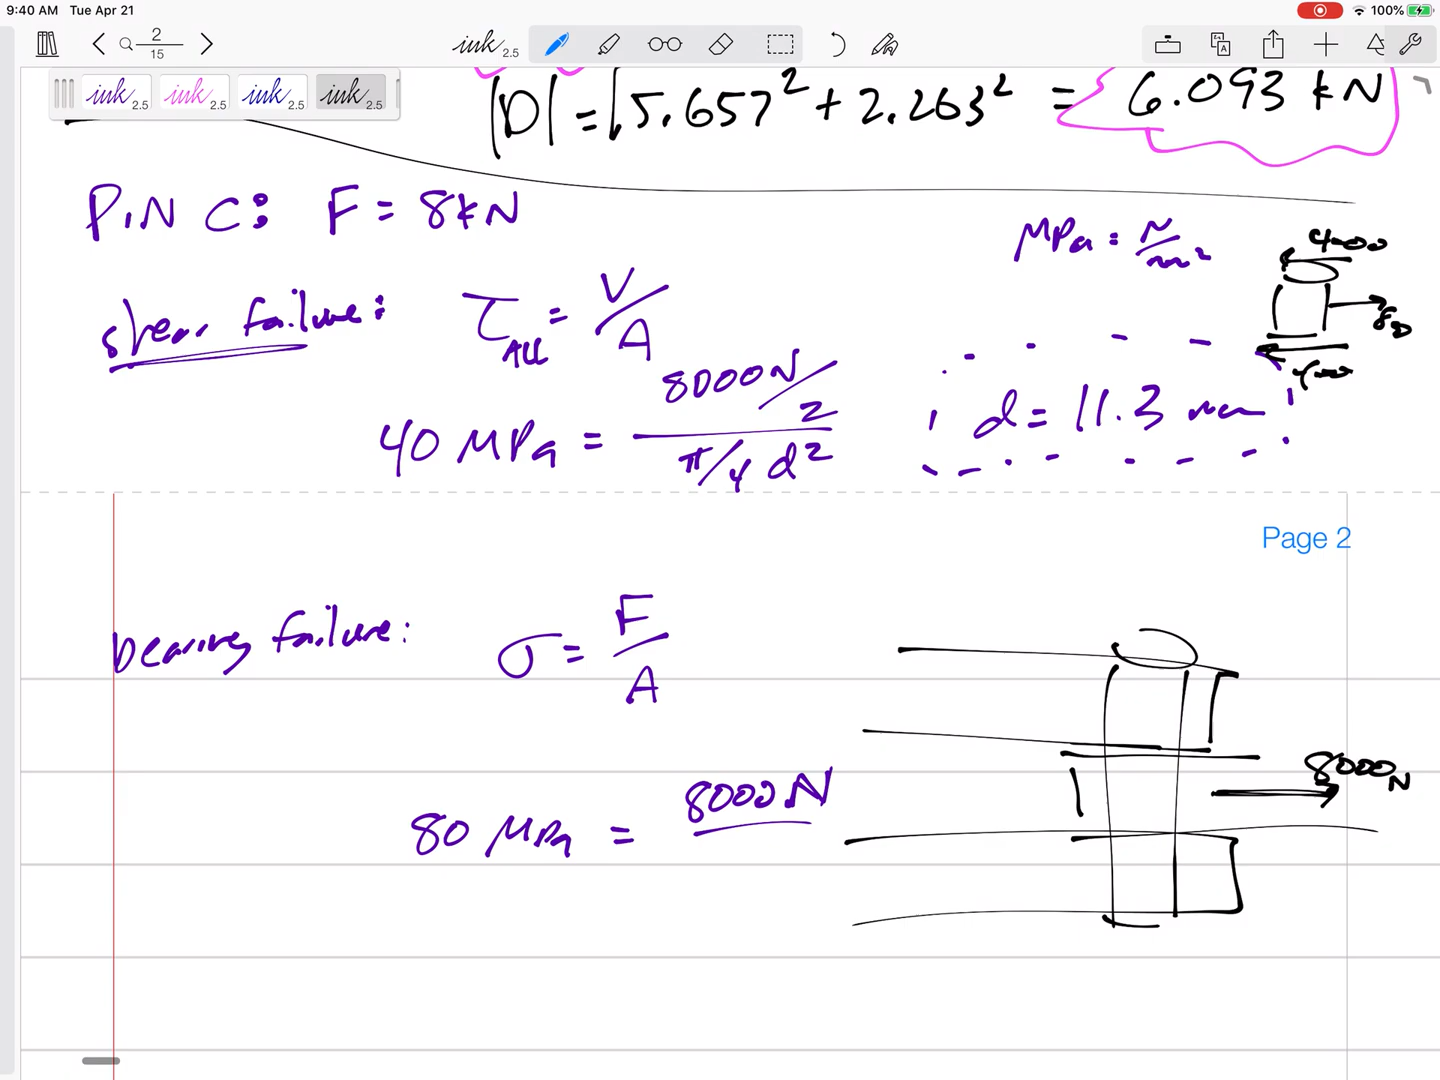 9:40 AM Tue Apr 21
100%
2
15
ink 2.5
ink 2.5 ink 2.5 ink 2.5 ink 2.5
|D| = √5.657² + 2.263² = 6.093 kN
PIN C: F = 8kN
MPa = N/mm²
4000
shear failure: τALL = V/A
8000
4000
40 MPa = 8000N/2 / π/4 d²
d = 11.3 mm
Page 2
bearing failure: σ = F/A
8000N
80 MPa = 8000N